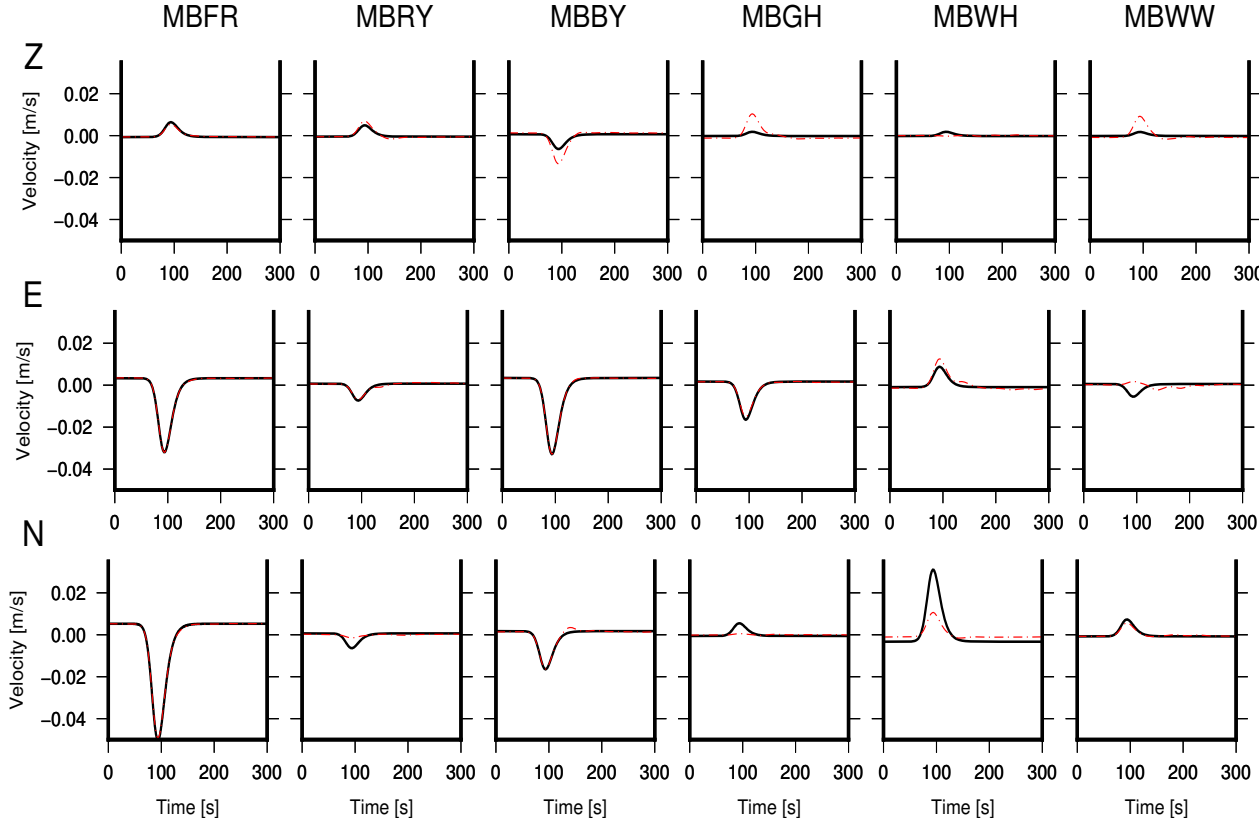 MBFR MBRY MBBY MBGH MBWH MBWW
Z
Velocity [m/s]
0.02
0.00
−0.02
−0.04
0 100 200 300 0 100 200 300 0 100 200 300 0 100 200 300 0 100 200 300 0 100 200 300
E
Velocity [m/s]
0.02
0.00
−0.02
−0.04
0 100 200 300 0 100 200 300 0 100 200 300 0 100 200 300 0 100 200 300 0 100 200 300
N
Velocity [m/s]
0.02
0.00
−0.02
−0.04
0 100 200 300 0 100 200 300 0 100 200 300 0 100 200 300 0 100 200 300 0 100 200 300
Time [s] Time [s] Time [s] Time [s] Time [s] Time [s]